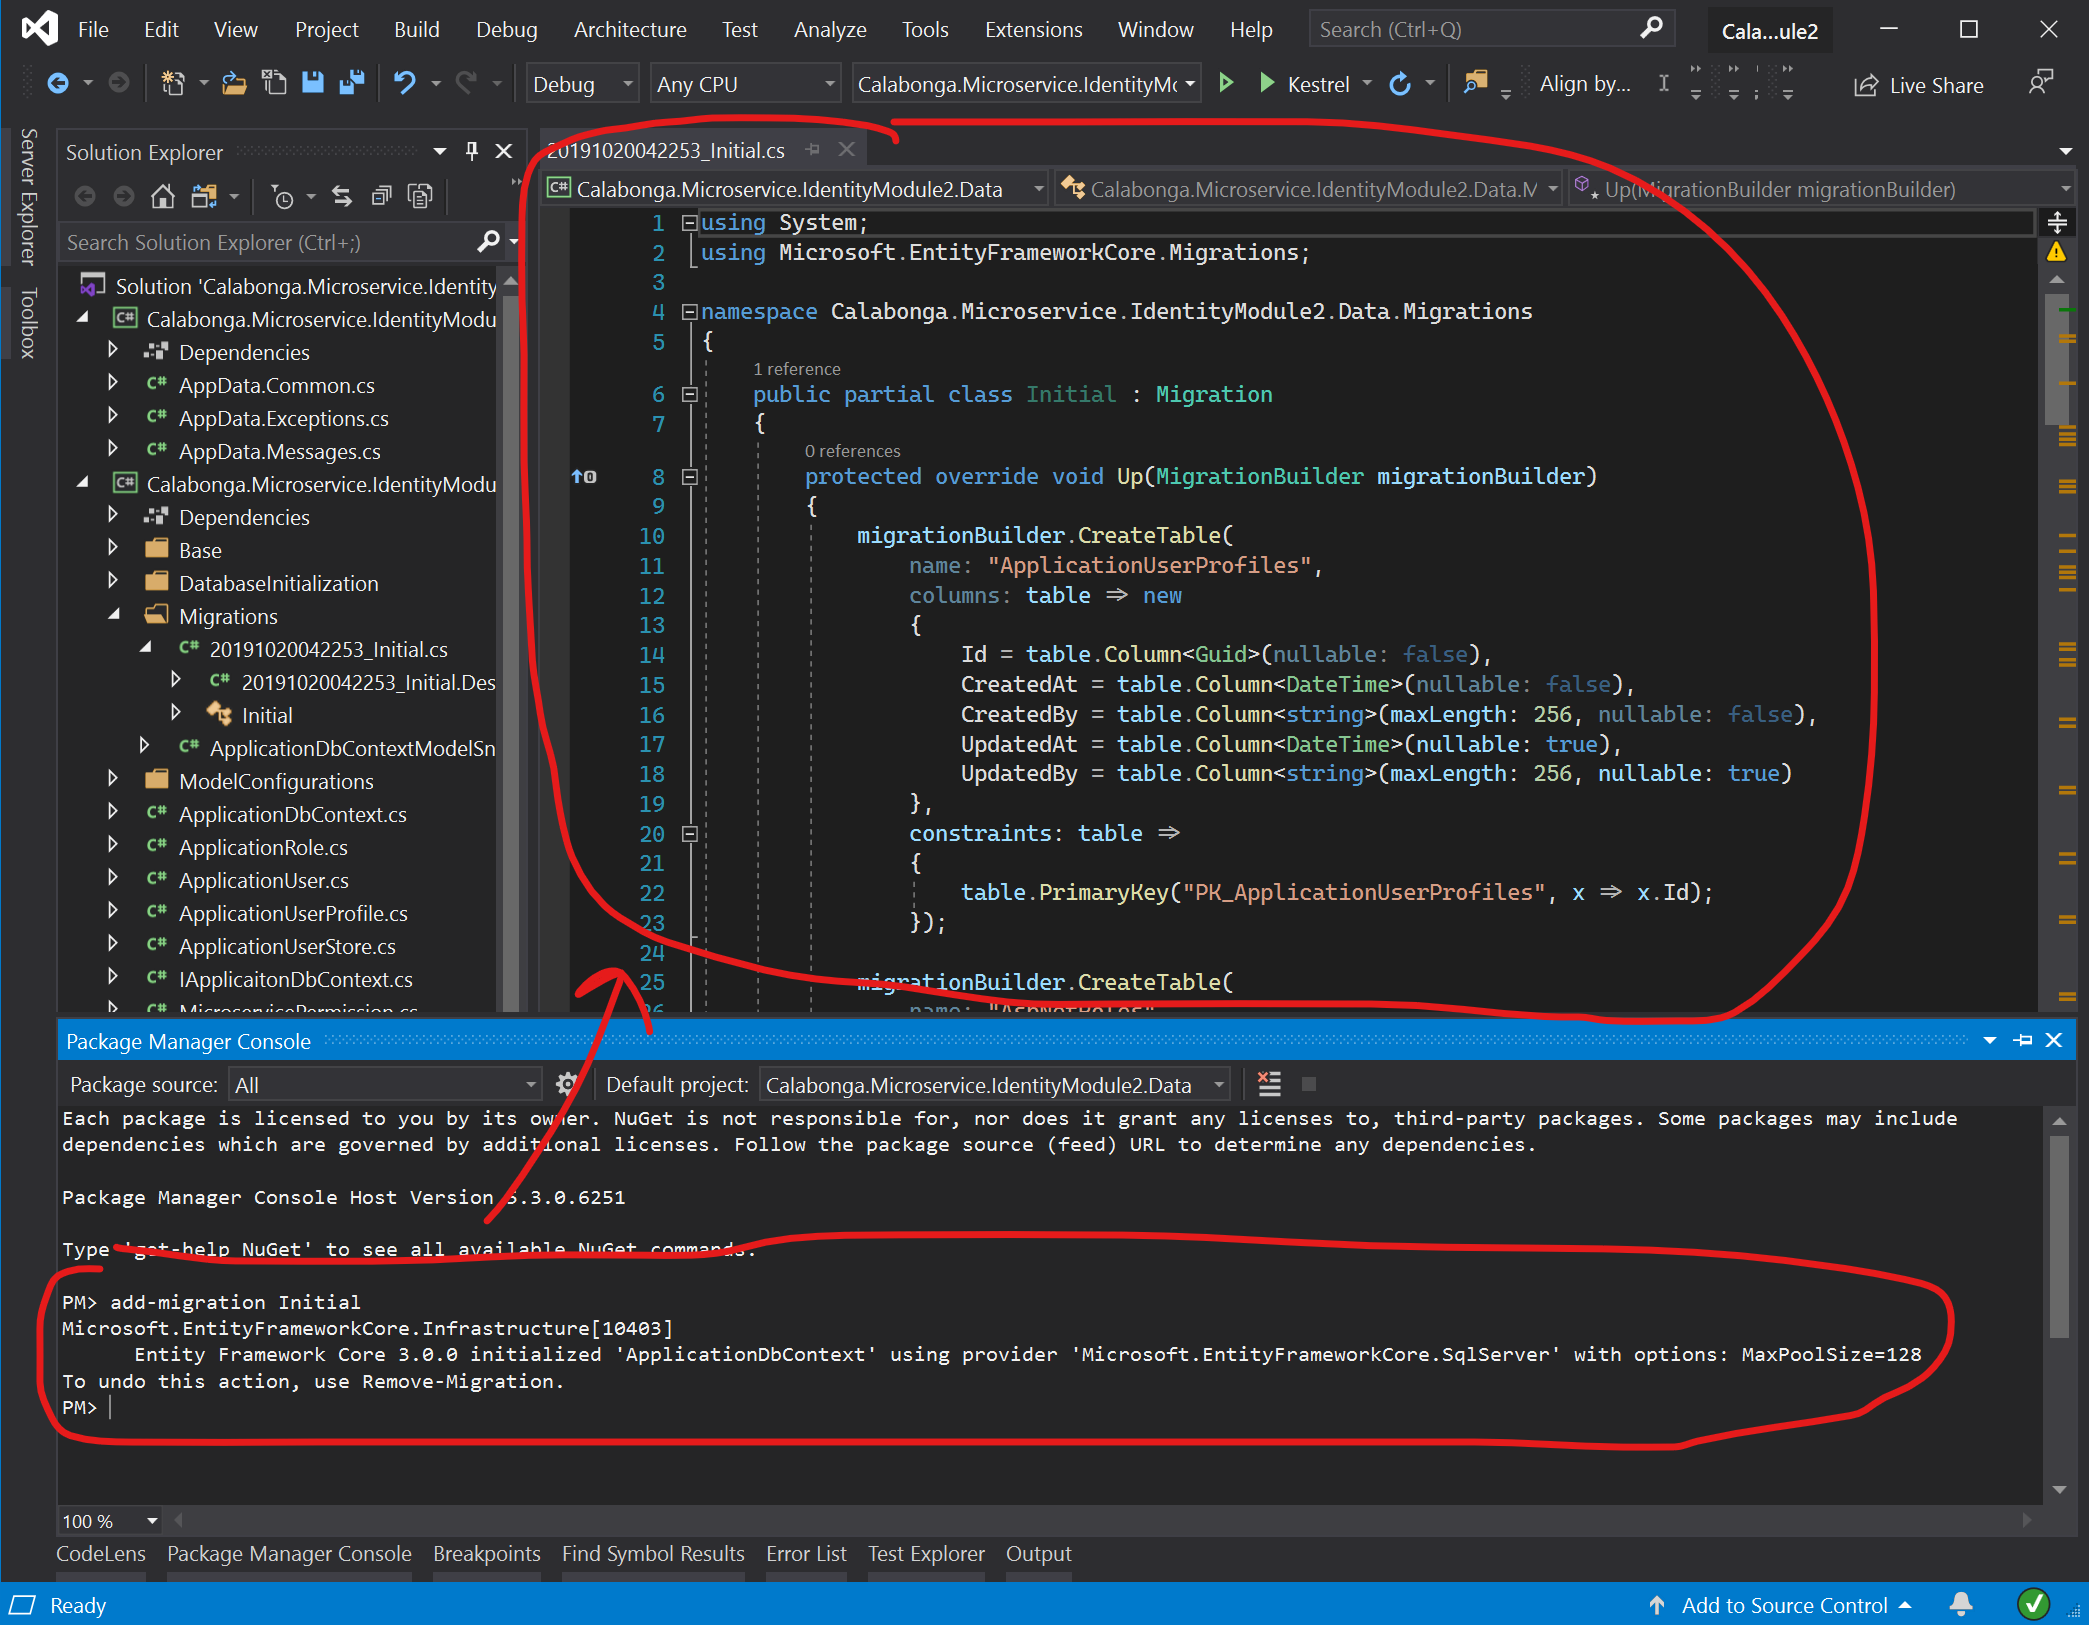 File Edit View Project Build Debug Test Analyze Tools Extensions Window Help Search (Ctrl+Q) Cala...ule2
Architecture
Debug Any CPU Calabonga.Microservice.IdentityMo Kestrel Align by... Live Share
Server Explorer
Toolbox
Solution Explorer
Search Solution Explorer (Ctrl+;)
Solution 'Calabonga.Microservice.Identity
C# Calabonga.Microservice.IdentityModu
Dependencies
C# AppData.Common.cs
C# AppData.Exceptions.cs
C# AppData.Messages.cs
C# Calabonga.Microservice.IdentityModu
Dependencies
Base
DatabaseInitialization
Migrations
C# 20191020042253_Initial.cs
C# 20191020042253_Initial.Des
Initial
C# ApplicationDbContextModelSn
ModelConfigurations
C# ApplicationDbContext.cs
C# ApplicationRole.cs
C# ApplicationUser.cs
C# ApplicationUserProfile.cs
C# ApplicationUserStore.cs
C# IApplicaitonDbContext.cs
C# MicroservicePermission.cs
20191020042253_Initial.cs
C# Calabonga.Microservice.IdentityModule2.Data Calabonga.Microservice.IdentityModule2.Data.M Up(MigrationBuilder migrationBuilder)
1 using System;
2 using Microsoft.EntityFrameworkCore.Migrations;
3
4 namespace Calabonga.Microservice.IdentityModule2.Data.Migrations
5 {
1 reference
6 public partial class Initial : Migration
7 {
0 references
8 protected override void Up(MigrationBuilder migrationBuilder)
9 {
10 migrationBuilder.CreateTable(
11 name: "ApplicationUserProfiles",
12 columns: table => new
13 {
14 Id = table.Column<Guid>(nullable: false),
15 CreatedAt = table.Column<DateTime>(nullable: false),
16 CreatedBy = table.Column<string>(maxLength: 256, nullable: false),
17 UpdatedAt = table.Column<DateTime>(nullable: true),
18 UpdatedBy = table.Column<string>(maxLength: 256, nullable: true)
19 },
20 constraints: table =>
21 {
22 table.PrimaryKey("PK_ApplicationUserProfiles", x => x.Id);
23 });
24
25 migrationBuilder.CreateTable(
26 name: "AspNetRoles",
Package Manager Console
Package source: All Default project: Calabonga.Microservice.IdentityModule2.Data
Each package is licensed to you by its owner. NuGet is not responsible for, nor does it grant any licenses to, third-party packages. Some packages may include
dependencies which are governed by additional licenses. Follow the package source (feed) URL to determine any dependencies.
Package Manager Console Host Version 5.3.0.6251
Type 'get-help NuGet' to see all available NuGet commands.
PM> add-migration Initial
Microsoft.EntityFrameworkCore.Infrastructure[10403]
Entity Framework Core 3.0.0 initialized 'ApplicationDbContext' using provider 'Microsoft.EntityFrameworkCore.SqlServer' with options: MaxPoolSize=128
To undo this action, use Remove-Migration.
PM>
100 %
CodeLens Package Manager Console Breakpoints Find Symbol Results Error List Test Explorer Output
Ready Add to Source Control